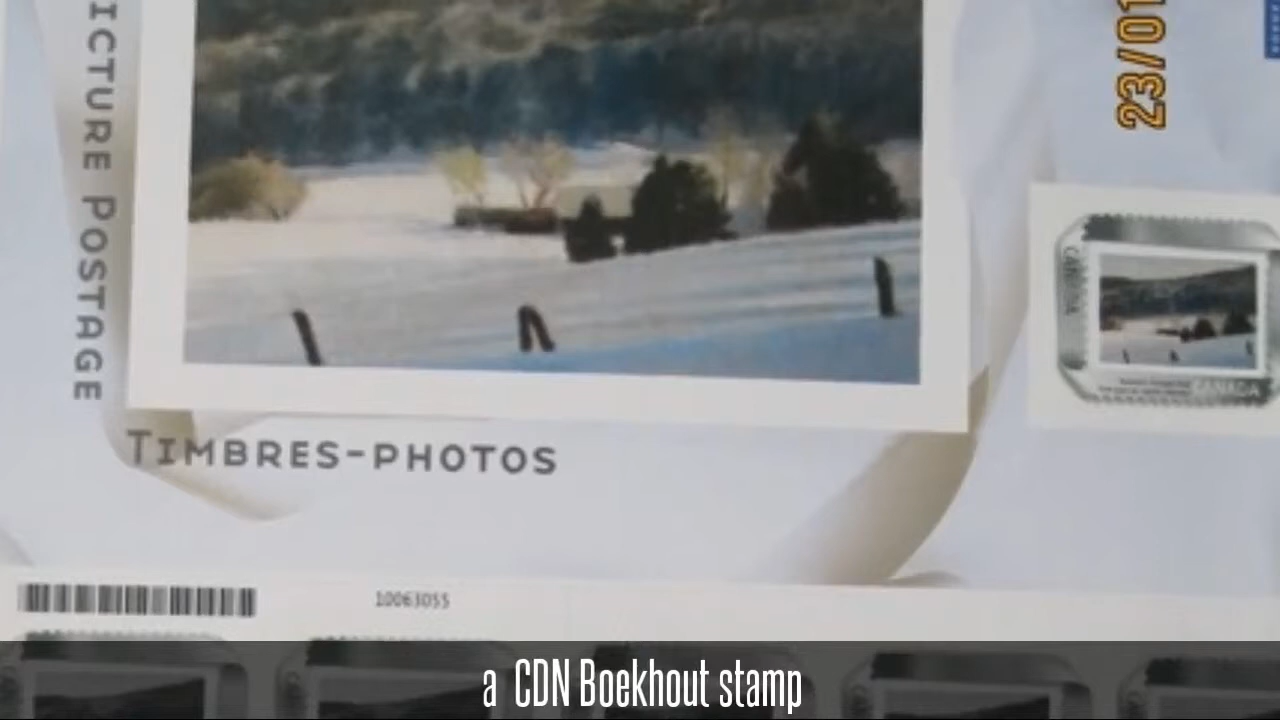 ICTURE POSTAGE
23/01
CANADA
CANADA
TIMBRES-PHOTOS
10063055
a CDN Boekhout stamp